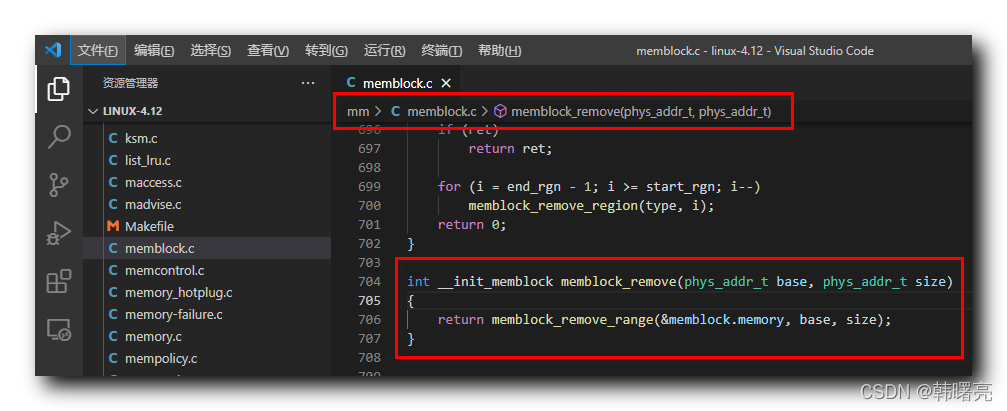 文件(F) 编辑(E) 选择(S) 查看(V) 转到(G) 运行(R) 终端(T) 帮助(H) memblock.c - linux-4.12 - Visual Studio Code
资源管理器 ···
LINUX-4.12
C ksm.c
C list_lru.c
C maccess.c
C madvise.c
M Makefile
C memblock.c
C memcontrol.c
C memory_hotplug.c
C memory-failure.c
C memory.c
C mempolicy.c
C memblock.c ×
mm > C memblock.c > memblock_remove(phys_addr_t, phys_addr_t)
696 if (ret)
697 return ret;
698
699 for (i = end_rgn - 1; i >= start_rgn; i--)
700 memblock_remove_region(type, i);
701 return 0;
702 }
703
704 int __init_memblock memblock_remove(phys_addr_t base, phys_addr_t size)
705 {
706 return memblock_remove_range(&memblock.memory, base, size);
707 }
708
709
CSDN @韩曙亮